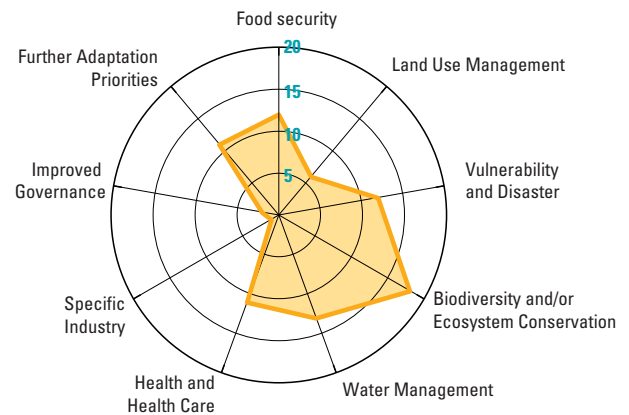 Food security
20
Further Adaptation
Priorities
Land Use Management
15
10
Improved
Governance
5
Vulnerability
and Disaster
Specific
Industry
Biodiversity and/or
Ecosystem Conservation
Health and
Health Care
Water Management